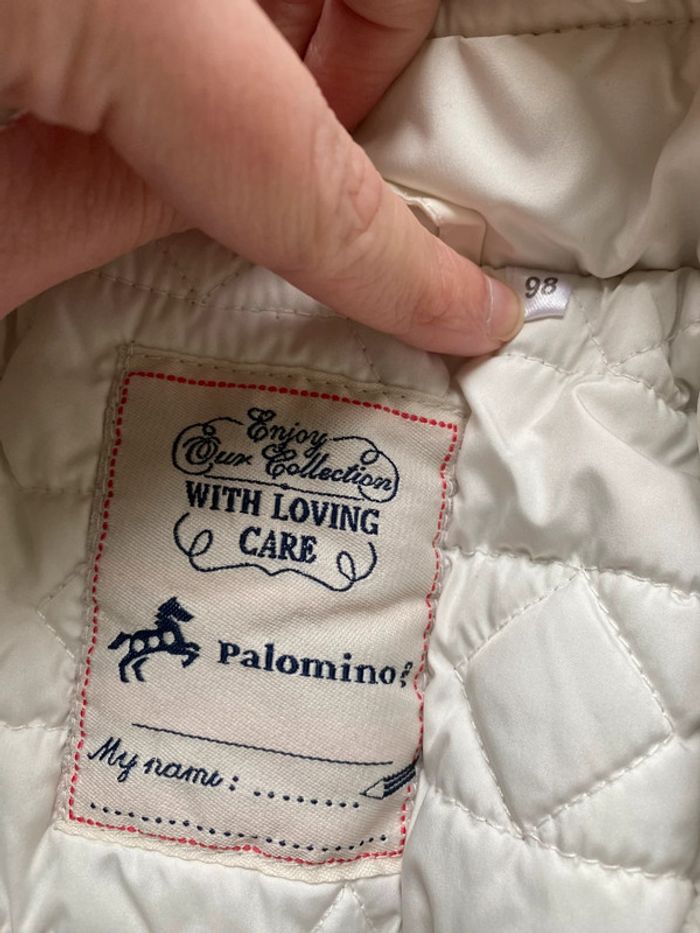 98
Enjoy
Our Collection
WITH LOVING
CARE
Palomino
My name: ........